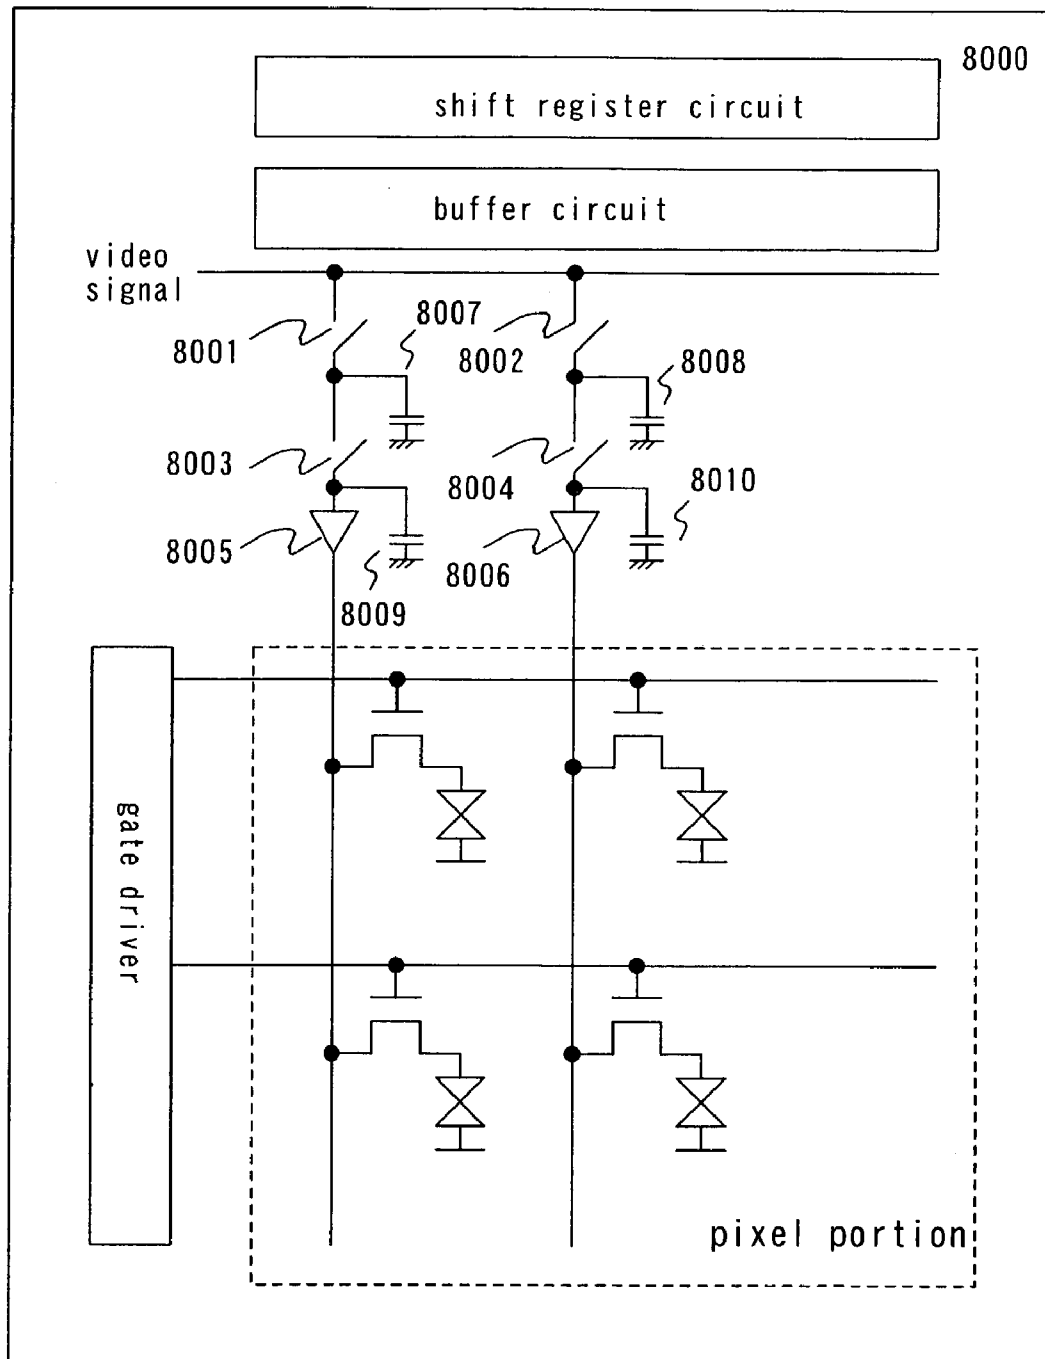 8000
shift register circuit
buffer circuit
video
signal
8007
8001
8002
8008
8003
8004
8010
8005
8006
8009
gate driver
pixel portion